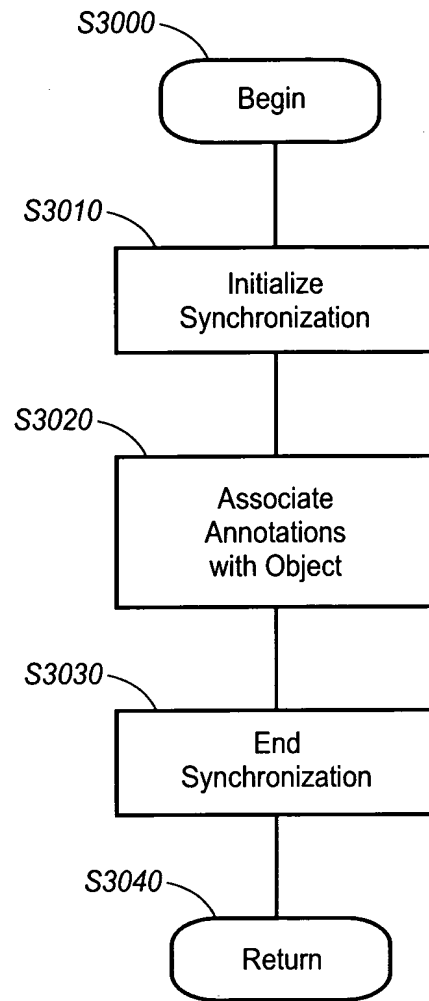 S3000
Begin
S3010
Initialize
Synchronization
S3020
Associate
Annotations
with Object
S3030
End
Synchronization
S3040
Return